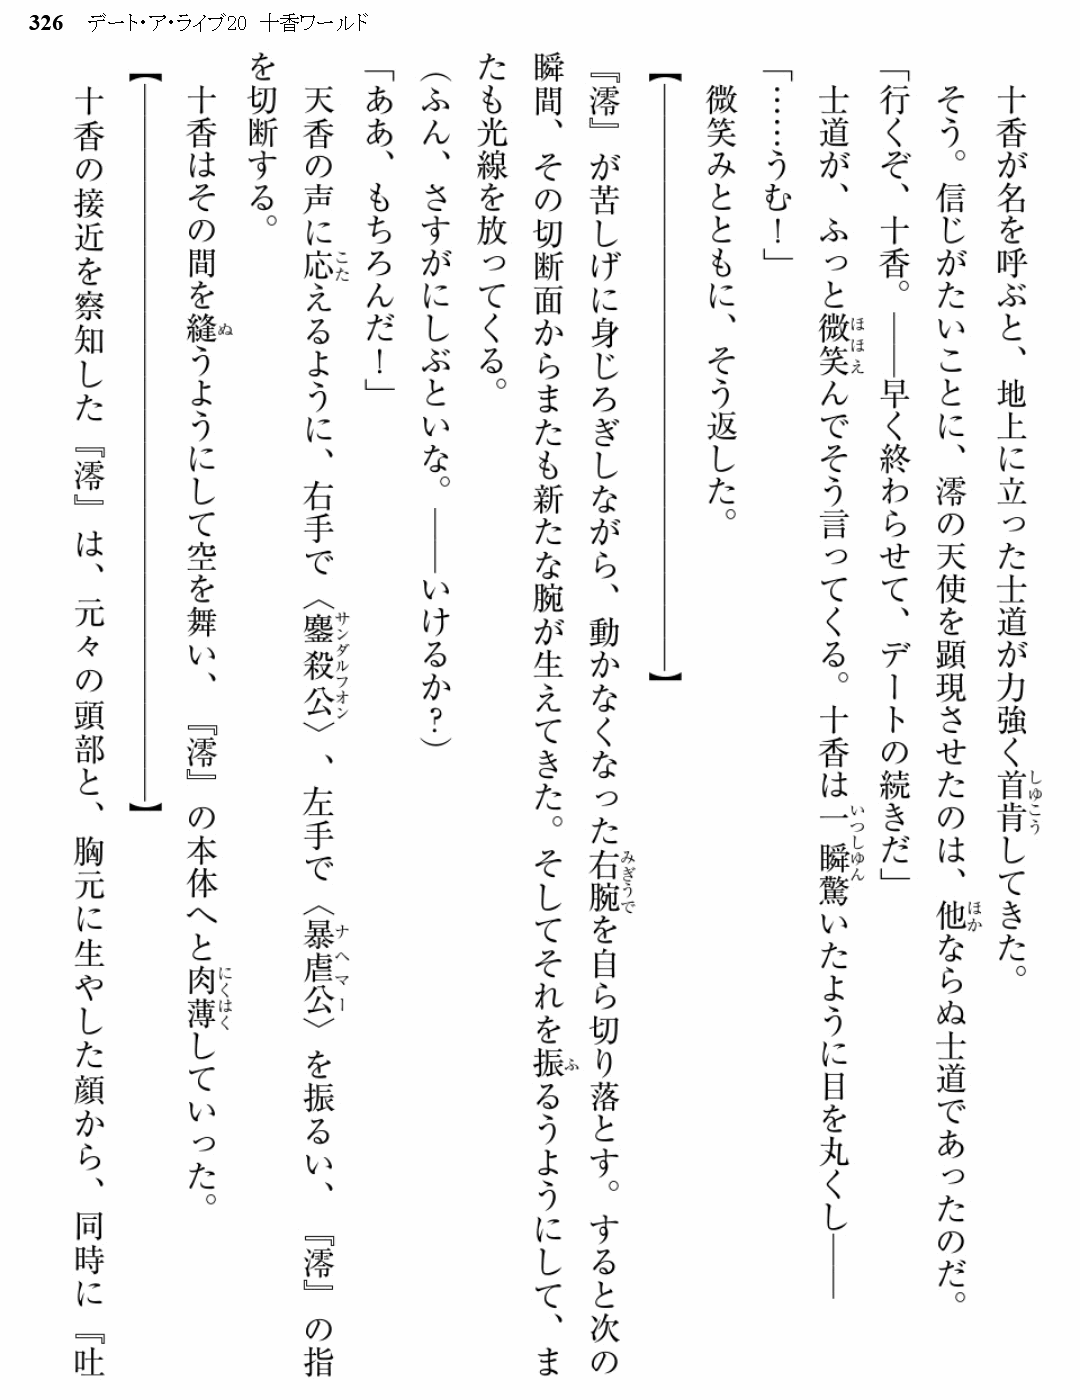 326 デート・ア・ライブ20 十香ワールド
十香が名を呼ぶと、地上に立った士道が力強く首肯してきた。
そう。信じがたいことに、澪の天使を顕現させたのは、他ならぬ士道であったのだ。
「行くぞ、十香。――早く終わらせて、デートの続きだ」
士道が、ふっと微笑んでそう言ってくる。十香は一瞬驚いたように目を丸くし――
「……うむ！」
微笑みとともに、そう返した。
【――――――――――――――――――】
『澪』が苦しげに身じろぎしながら、動かなくなった右腕を自ら切り落とす。すると次の
瞬間、その切断面からまたも新たな腕が生えてきた。そしてそれを振るうようにして、ま
たも光線を放ってくる。
（ふん、さすがにしぶといな。――いけるか？）
「ああ、もちろんだ！」
天香の声に応えるように、右手で〈鏖殺公〉、左手で〈暴虐公〉を振るい、『澪』の指
を切断する。
十香はその間を縫うようにして空を舞い、『澪』の本体へと肉薄していった。
【――――――――――――――――――――――】
十香の接近を察知した『澪』は、元々の頭部と、胸元に生やした顔から、同時に『吐